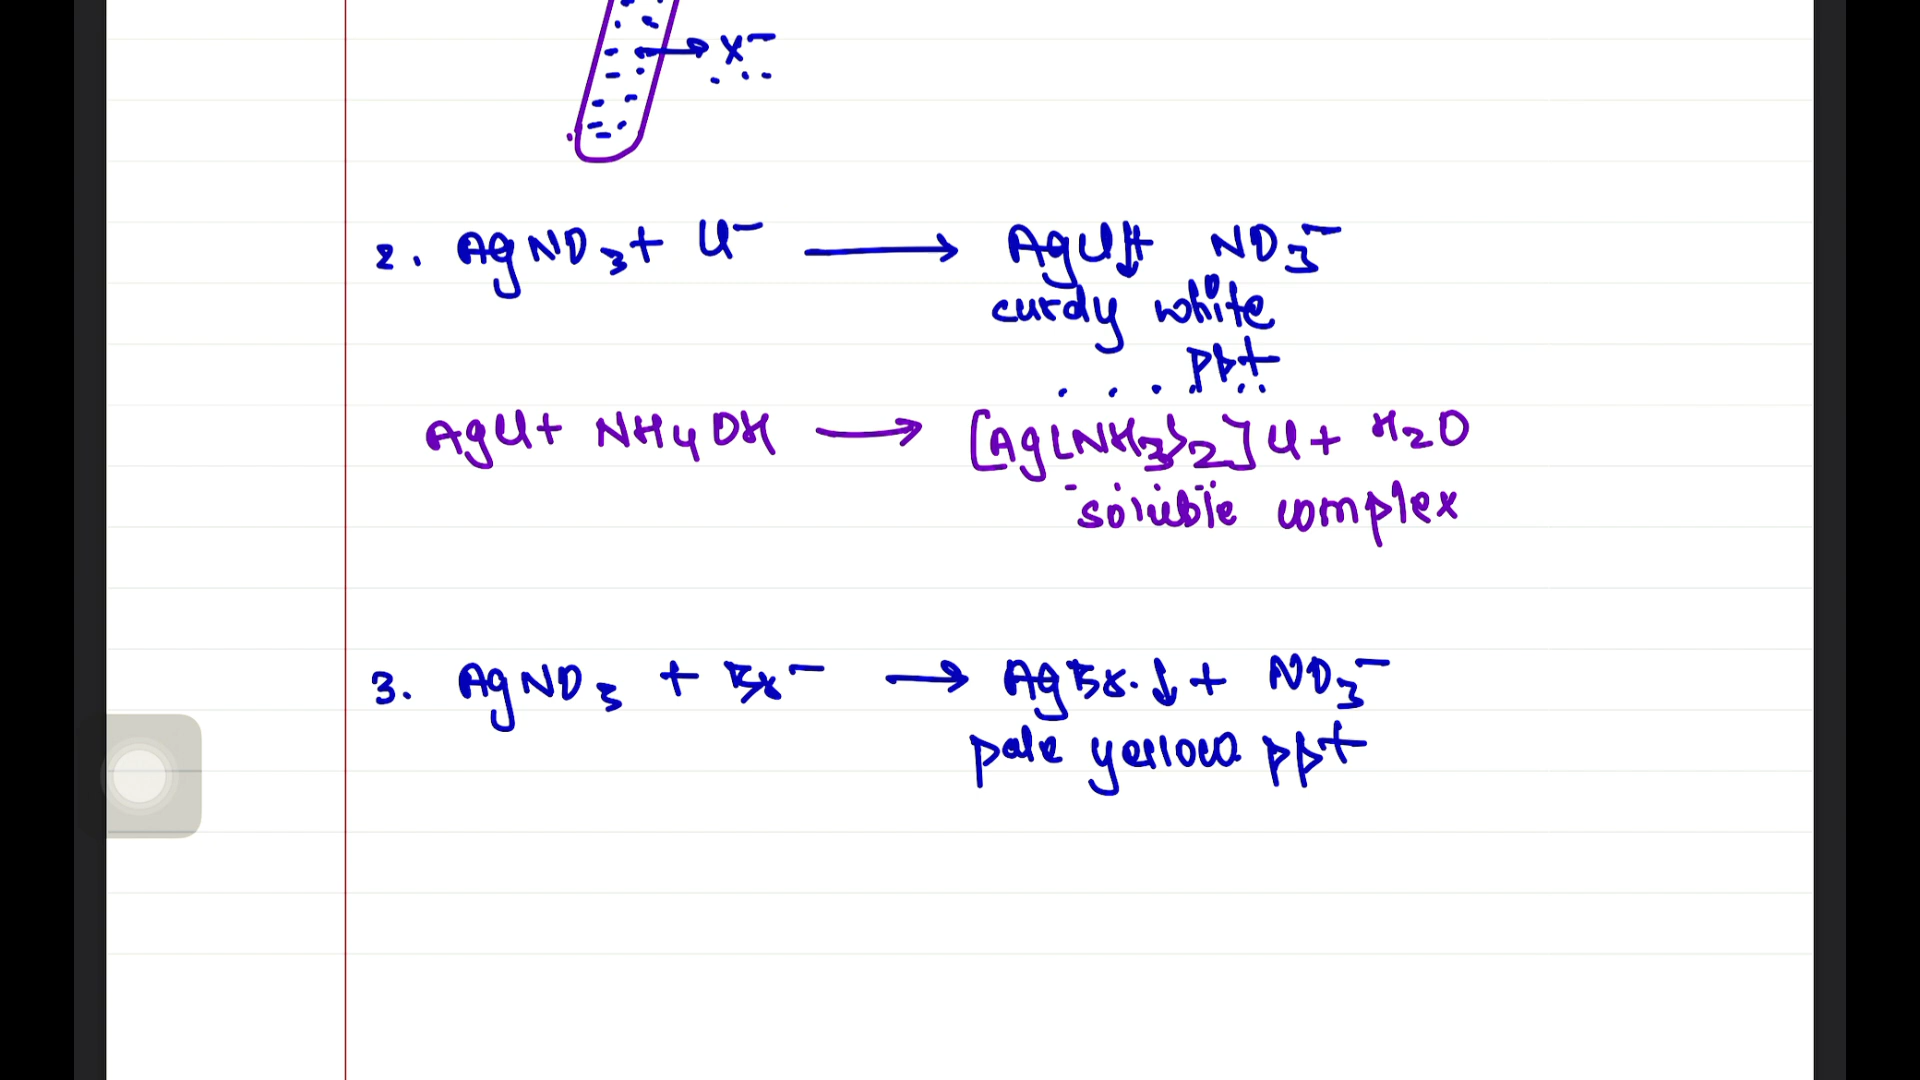 X⁻
2. AgNO₃ + Cl⁻ ⟶ AgCl↓ + NO₃⁻
curdy white
ppt
AgCl + NH₄OH ⟶ [Ag(NH₃)₂]Cl + H₂O
soluble complex
3. AgNO₃ + Br⁻ ⟶ AgBr.↓ + NO₃⁻
pale yellow ppt